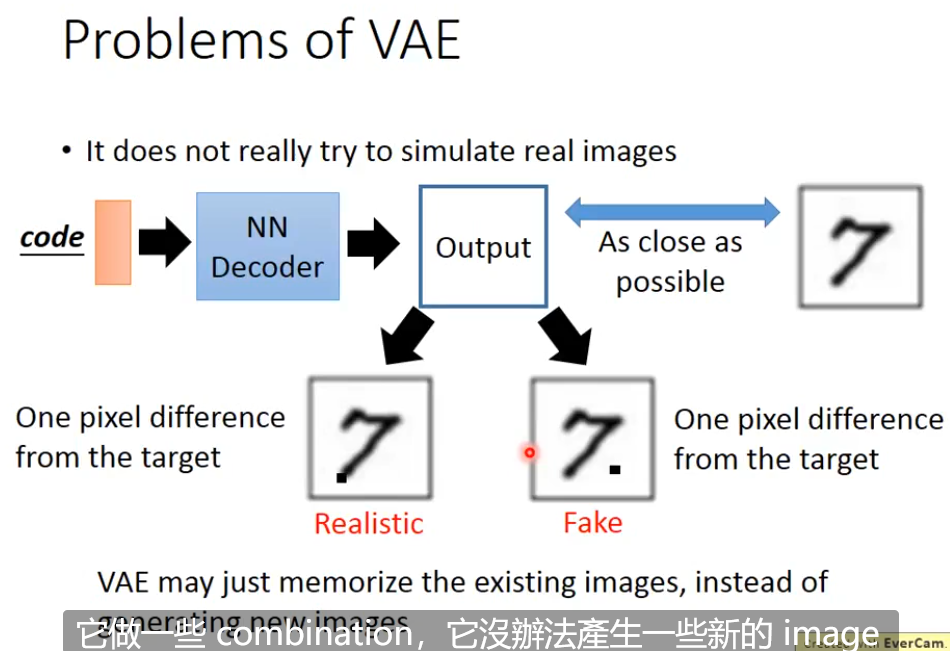 Problems of VAE
• It does not really try to simulate real images
code
NN
Decoder
Output
As close as
possible
One pixel difference
from the target
Realistic
Fake
One pixel difference
from the target
VAE may just memorize the existing images, instead of
generating new images
它做一些 combination，它沒辦法產生一些新的 image
Created with EverCam